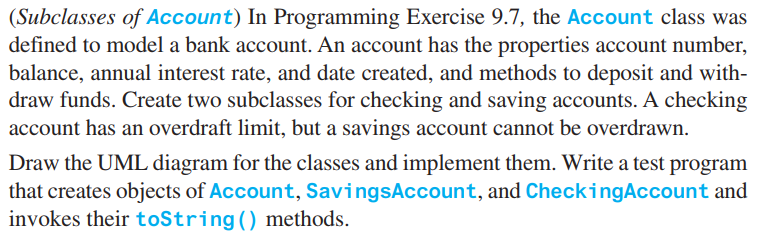 (Subclasses of Account) In Programming Exercise 9.7, the Account class was
defined to model a bank account. An account has the properties account number,
balance, annual interest rate, and date created, and methods to deposit and with-
draw funds. Create two subclasses for checking and saving accounts. A checking
account has an overdraft limit, but a savings account cannot be overdrawn.
Draw the UML diagram for the classes and implement them. Write a test program
that creates objects of Account, SavingsAccount, and CheckingAccount and
invokes their toString() methods.